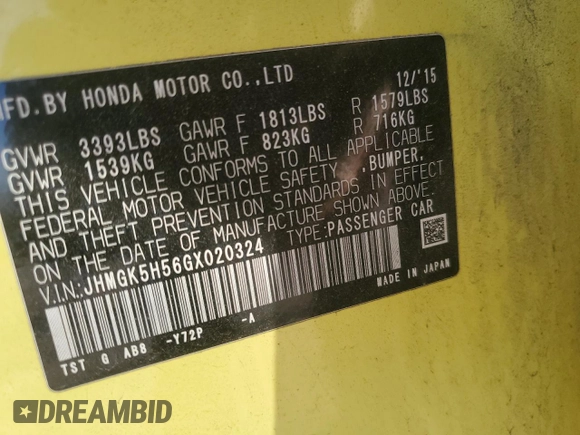 MFD.BY HONDA MOTOR CO.,LTD 12/'15
GVWR 3393LBS GAWR F 1813LBS R 1579LBS
GVWR 1539KG GAWR F 823KG R 716KG
THIS VEHICLE CONFORMS TO ALL APPLICABLE
FEDERAL MOTOR VEHICLE SAFETY ,BUMPER,
AND THEFT PREVENTION STANDARDS IN EFFECT
ON THE DATE OF MANUFACTURE SHOWN ABOVE.
V.I.N:JHMGK5H56GX020324 TYPE:PASSENGER CAR
MADE IN JAPAN
TST G AB8 -Y72P -A
DREAMBID